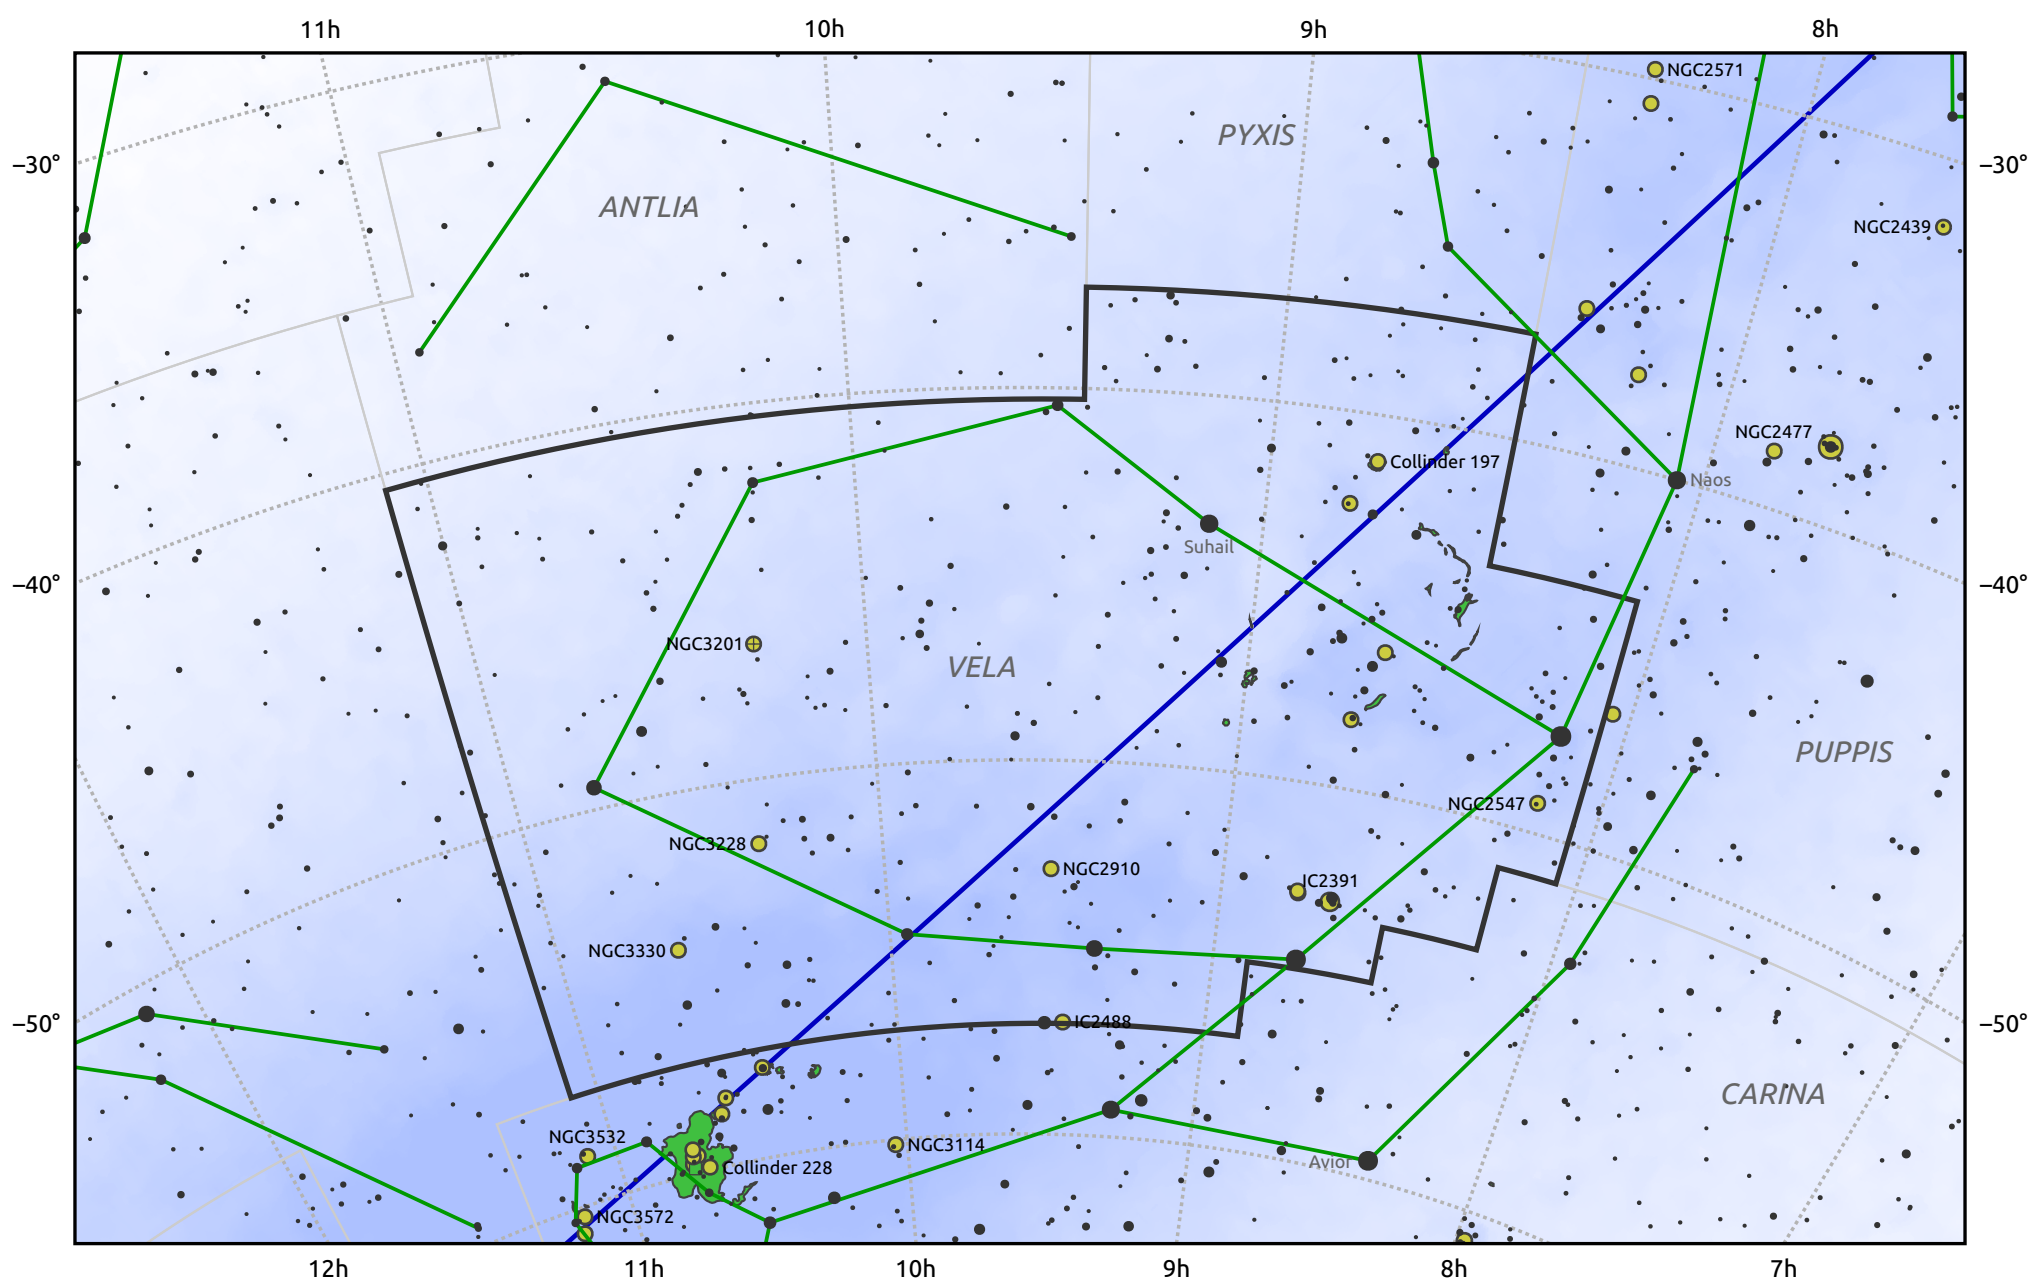 11h 10h 9h 8h
NGC2571
PYXIS
−30° −30°
ANTLIA
NGC2439
NGC2477
Collinder 197
Naos
Suhail
−40° −40°
NGC3201
VELA
PUPPIS
NGC2547
NGC3228
NGC2910
IC2391
NGC3330
−50° IC2488 −50°
CARINA
NGC3532
NGC3114
Avior
Collinder 228
NGC3572
12h 11h 10h 9h 8h 7h